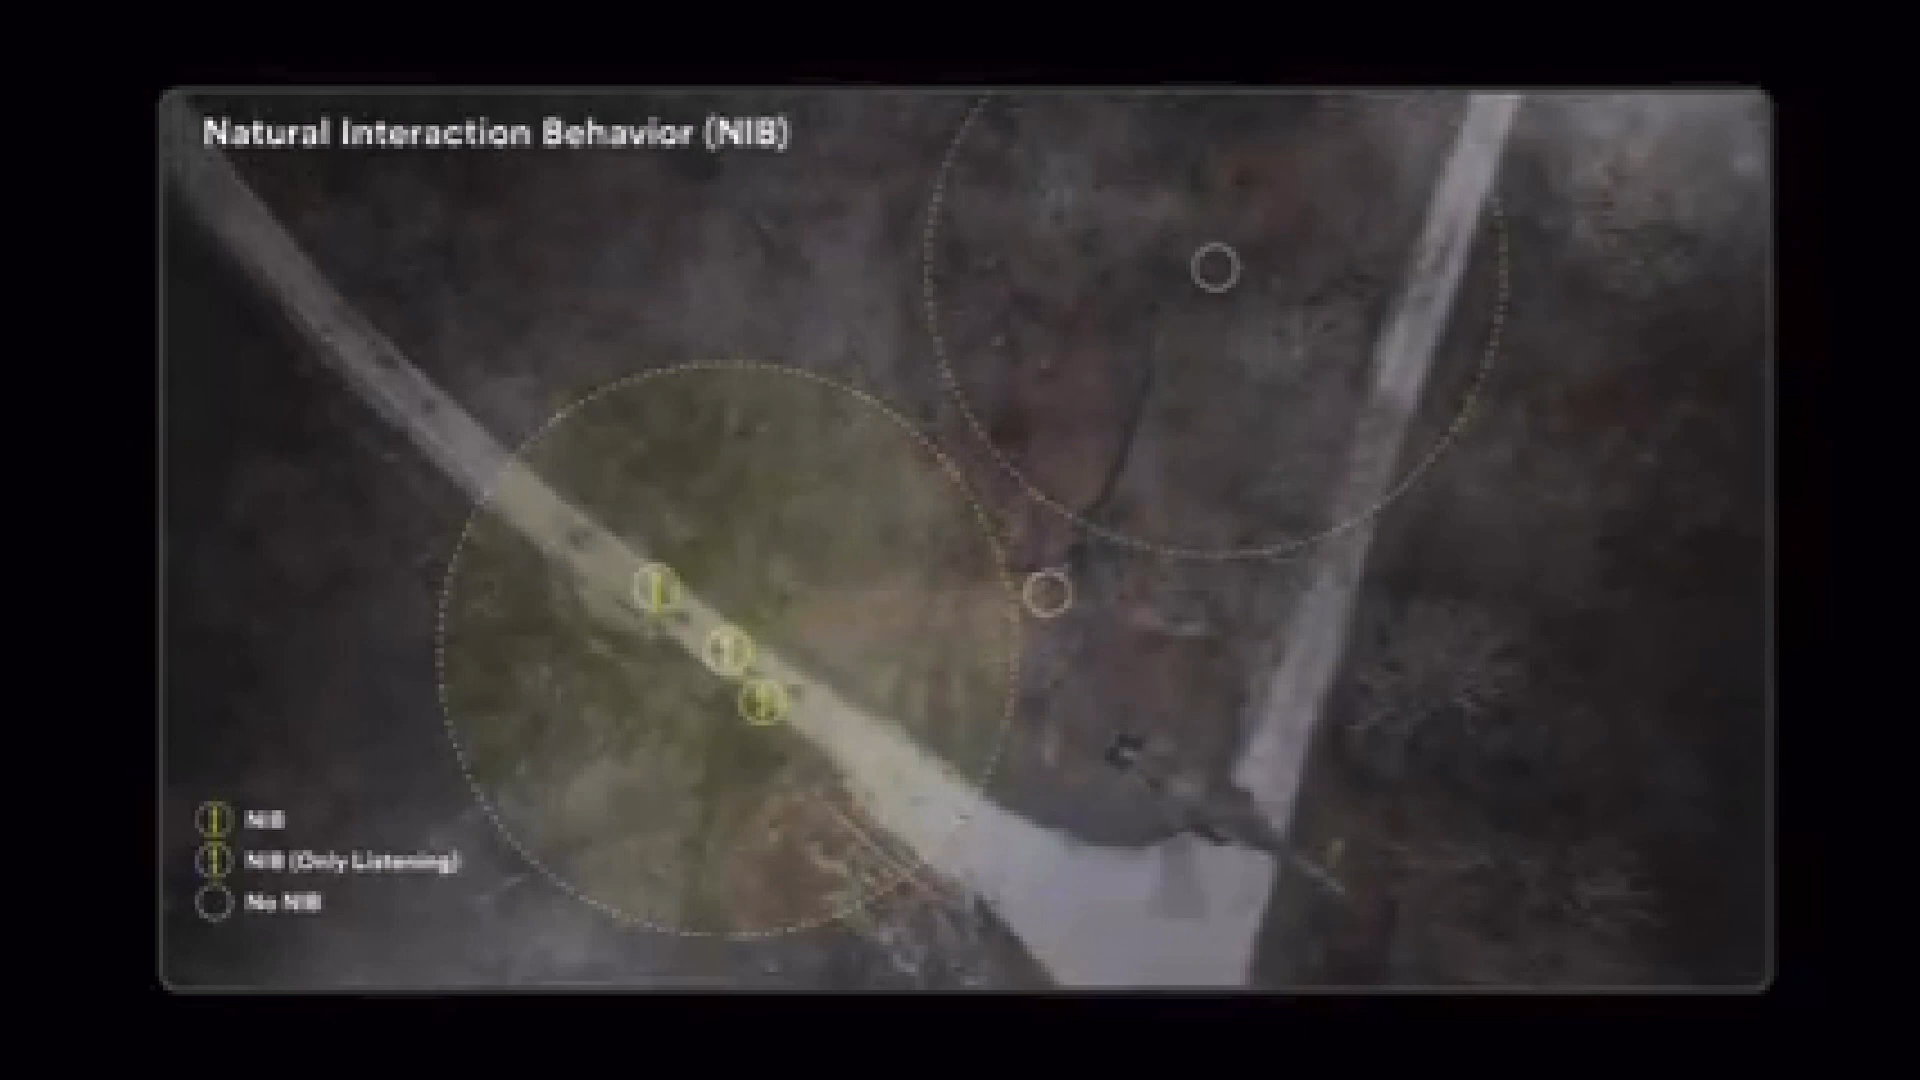 Natural Interaction Behavior (NIB)
NIB
NIB (Only Listening)
No NIB